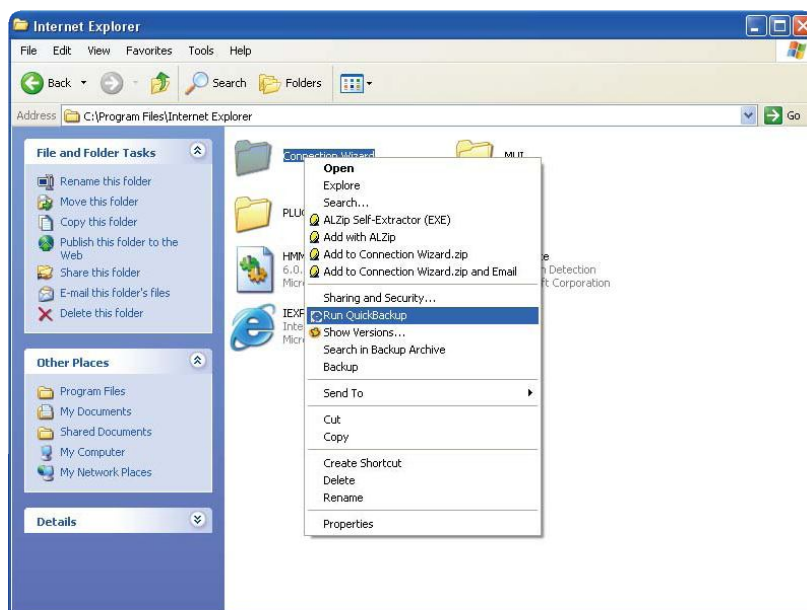 Internet Explorer
File Edit View Favorites Tools Help
Back Search Folders
Address C:\Program Files\Internet Explorer Go
File and Folder Tasks
Rename this folder
Move this folder
Copy this folder
Publish this folder to the
Web
Share this folder
E-mail this folder's files
Delete this folder
Other Places
Program Files
My Documents
Shared Documents
My Computer
My Network Places
Details
Connection Wizard
MUI
Open
Explore
Search...
ALZip Self-Extractor (EXE)
Add with ALZip
Add to Connection Wizard.zip
Add to Connection Wizard.zip and Email
Sharing and Security...
Run QuickBackup
Show Versions...
Search in Backup Archive
Backup
Send To
Cut
Copy
Create Shortcut
Delete
Rename
Properties
Detection
Corporation